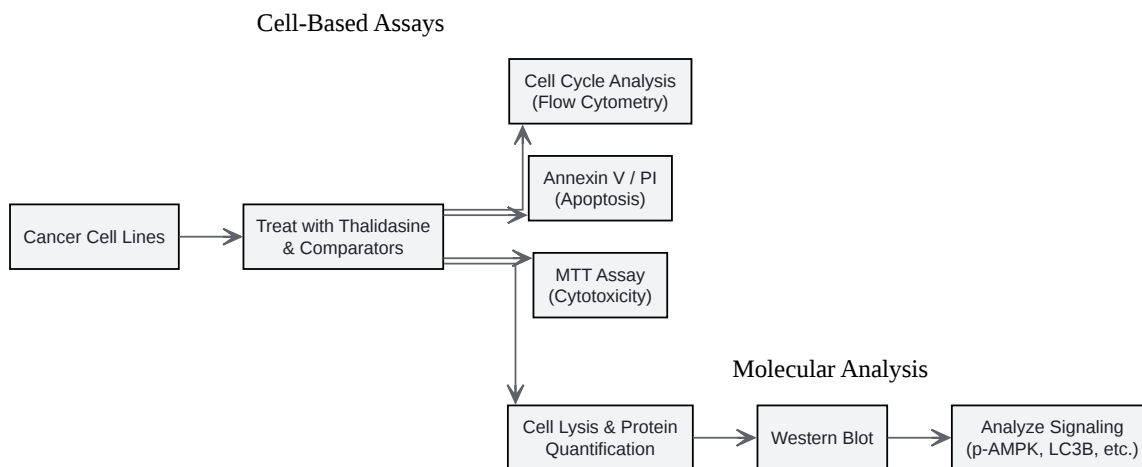 Cell-Based Assays
Cell Cycle Analysis
(Flow Cytometry)
Annexin V / PI
(Apoptosis)
Cancer Cell Lines
Treat with Thalidasine
& Comparators
MTT Assay
(Cytotoxicity)
Molecular Analysis
Cell Lysis & Protein
Quantification
Western Blot
Analyze Signaling
(p-AMPK, LC3B, etc.)